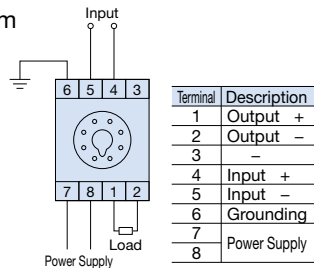 m
Input
6 5 4 3
7 8 1 2
Load
Power Supply
Terminal Description
1 Output +
2 Output −
3 −
4 Input +
5 Input −
6 Grounding
7
8 Power Supply